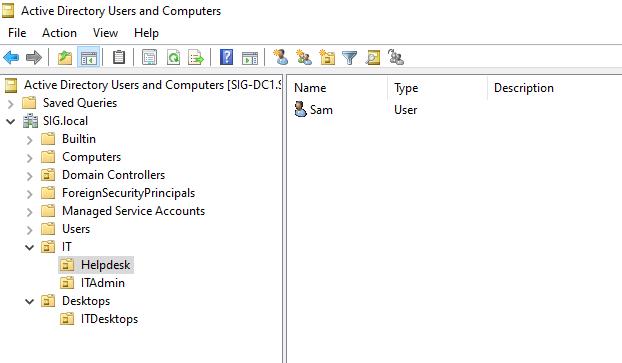 Active Directory Users and Computers
File Action View Help
Active Directory Users and Computers [SIG-DC1.S
Saved Queries
SIG.local
Builtin
Computers
Domain Controllers
ForeignSecurityPrincipals
Managed Service Accounts
Users
IT
Helpdesk
ITAdmin
Desktops
ITDesktops
Name Type Description
Sam User